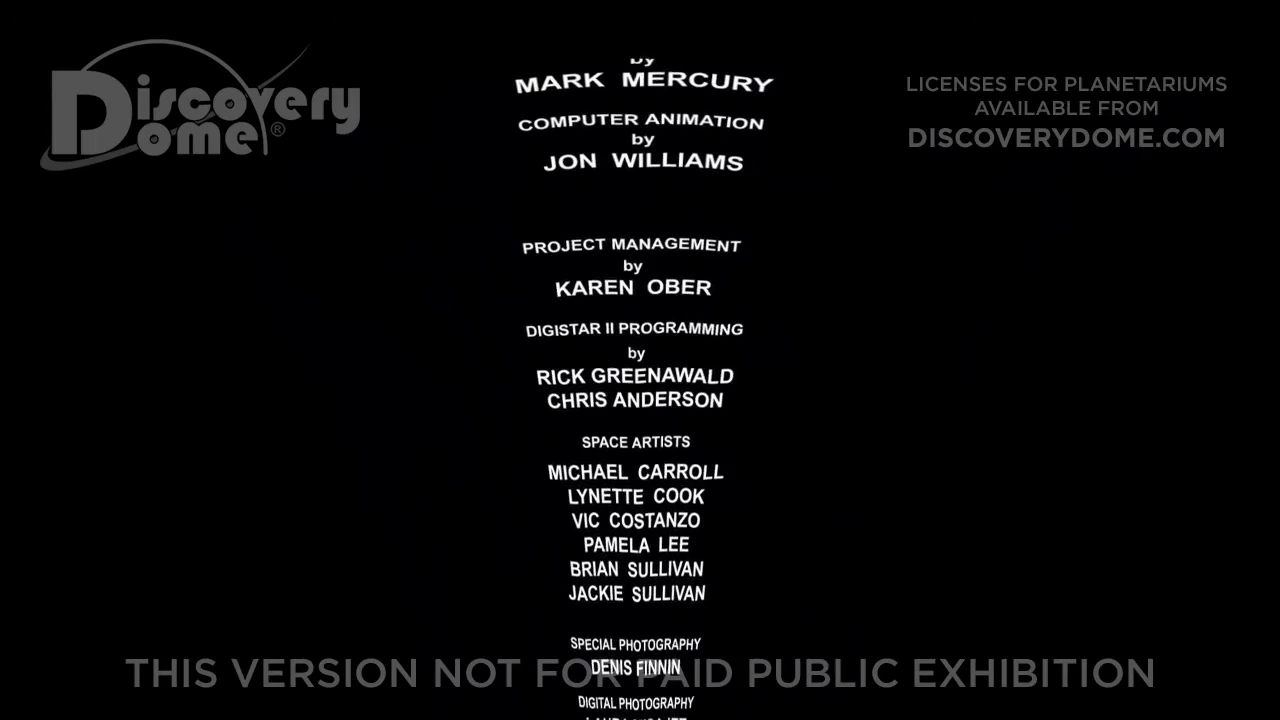 Discovery
Dome®
LICENSES FOR PLANETARIUMS
AVAILABLE FROM
DISCOVERYDOME.COM
by
MARK MERCURY
COMPUTER ANIMATION
by
JON WILLIAMS
PROJECT MANAGEMENT
by
KAREN OBER
DIGISTAR II PROGRAMMING
by
RICK GREENAWALD
CHRIS ANDERSON
SPACE ARTISTS
MICHAEL CARROLL
LYNETTE COOK
VIC COSTANZO
PAMELA LEE
BRIAN SULLIVAN
JACKIE SULLIVAN
SPECIAL PHOTOGRAPHY
DENIS FINNIN
THIS VERSION NOT FOR PAID PUBLIC EXHIBITION
DIGITAL PHOTOGRAPHY